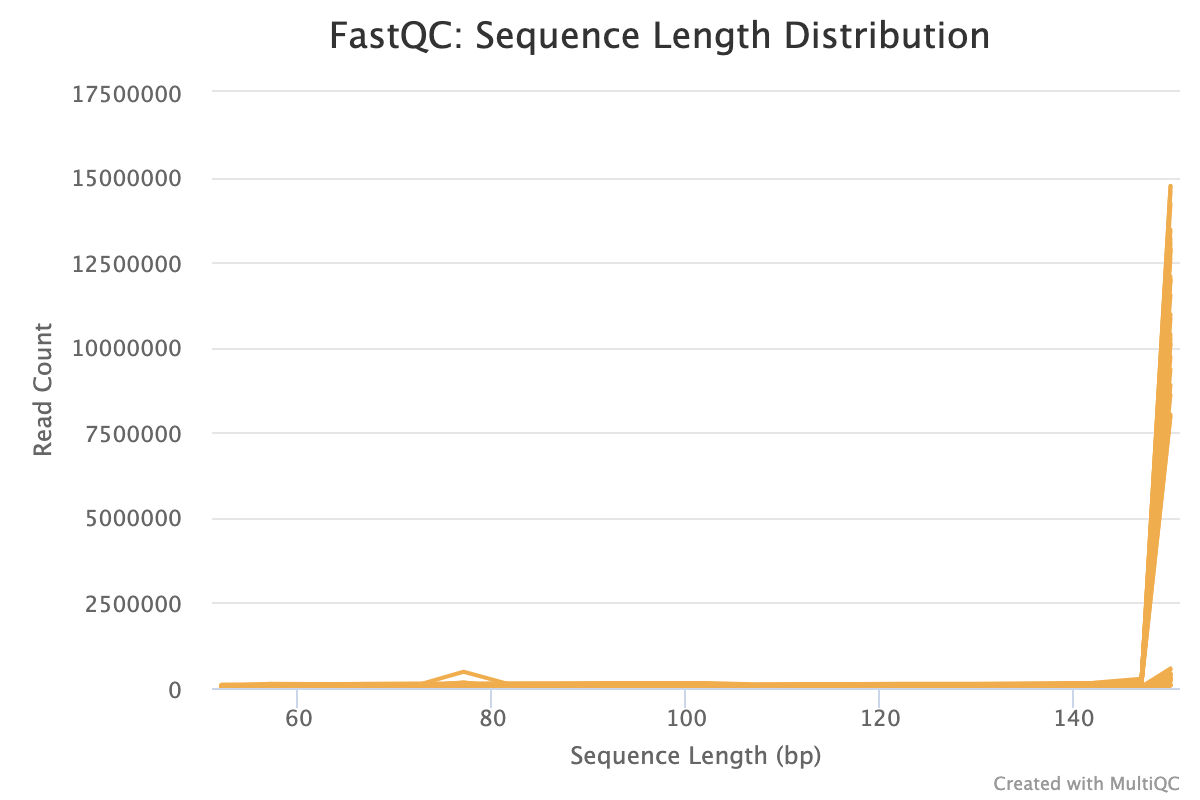 FastQC: Sequence Length Distribution
17500000
15000000
12500000
10000000
7500000
5000000
2500000
0
Read Count
60 80 100 120 140
Sequence Length (bp)
Created with MultiQC